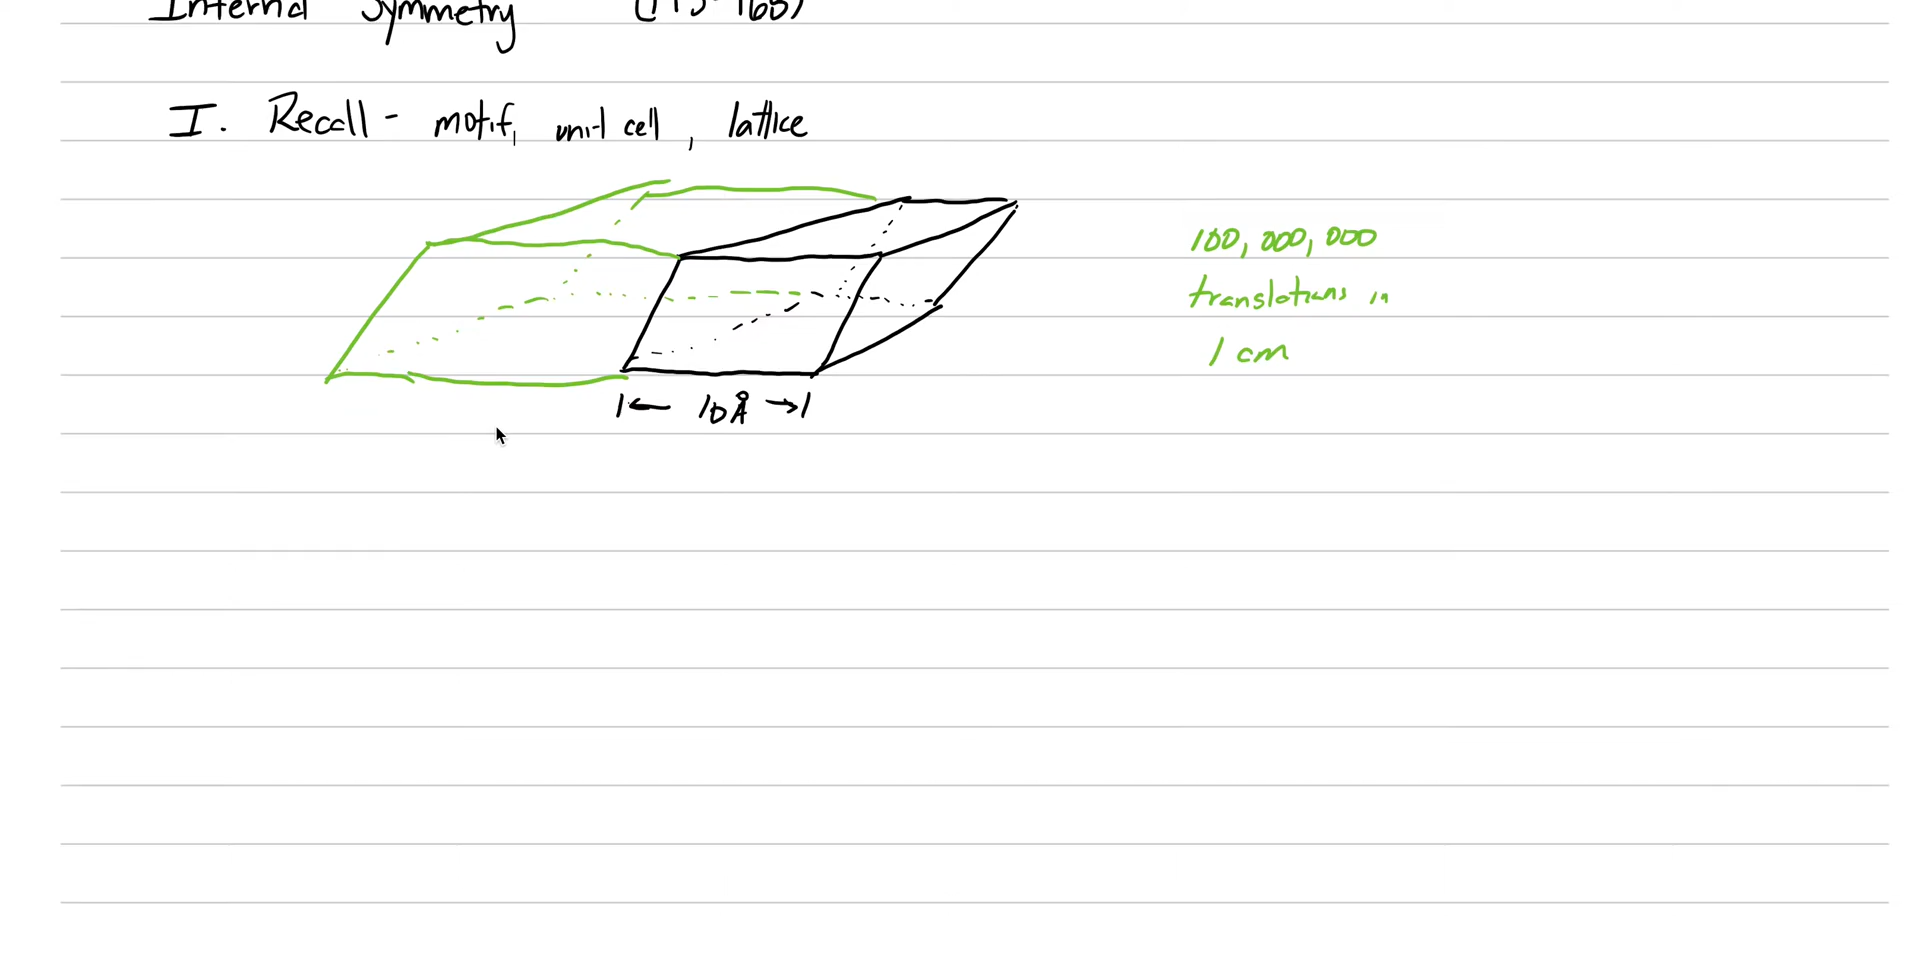 Internal Symmetry
I. Recall - motif, unit cell, lattice
100,000,000
translations in
1 cm
10Å